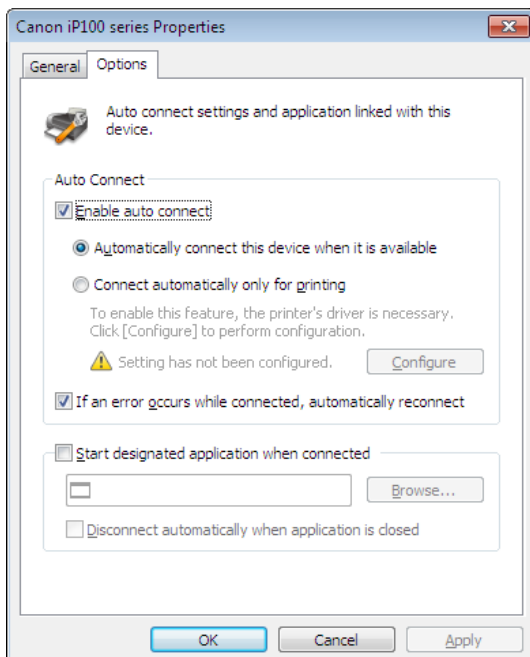 Canon iP100 series Properties
General
Options
Auto connect settings and application linked with this
device.
Auto Connect
Enable auto connect
Automatically connect this device when it is available
Connect automatically only for printing
To enable this feature, the printer's driver is necessary.
Click [Configure] to perform configuration.
Setting has not been configured.
Configure
If an error occurs while connected, automatically reconnect
Start designated application when connected
Browse...
Disconnect automatically when application is closed
OK
Cancel
Apply